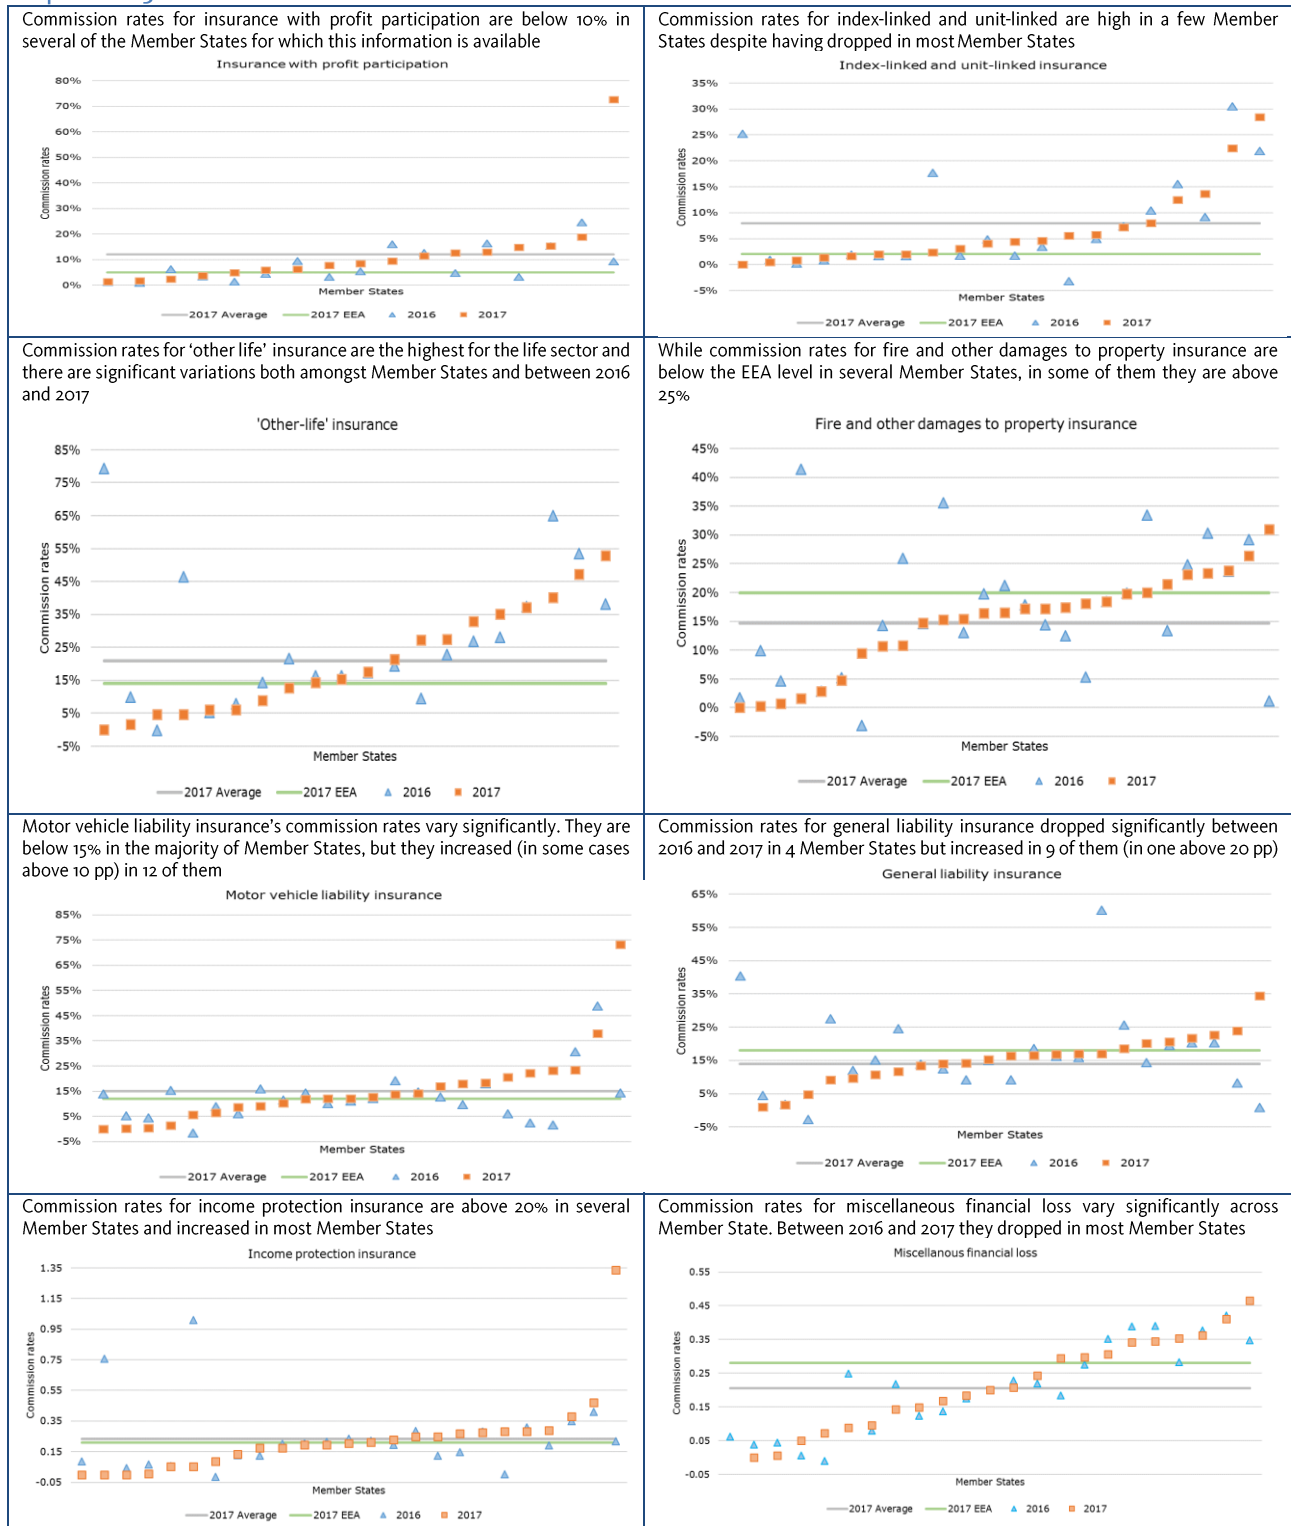 Commission rates for insurance with profit participation are below 10% in
several of the Member States for which this information is available
Insurance with profit participation
80%
70%
60%
50%
40%
30%
20%
10%
0%
Commission rates
Member States
2017 Average
2017 EEA
2016
2017
Commission rates for index-linked and unit-linked are high in a few Member
States despite having dropped in most Member States
Index-linked and unit-linked insurance
35%
30%
25%
20%
15%
10%
5%
0%
-5%
Commission rates
Member States
2017 Average
2017 EEA
2016
2017
Commission rates for ‘other life’ insurance are the highest for the life sector and
there are significant variations both amongst Member States and between 2016
and 2017
'Other-life' insurance
85%
75%
65%
55%
45%
35%
25%
15%
5%
-5%
Commission rates
Member States
2017 Average
2017 EEA
2016
2017
While commission rates for fire and other damages to property insurance are
below the EEA level in several Member States, in some of them they are above
25%
Fire and other damages to property insurance
45%
40%
35%
30%
25%
20%
15%
10%
5%
0%
-5%
Commission rates
Member States
2017 Average
2017 EEA
2016
2017
Motor vehicle liability insurance’s commission rates vary significantly. They are
below 15% in the majority of Member States, but they increased (in some cases
above 10 pp) in 12 of them
Motor vehicle liability insurance
85%
75%
65%
55%
45%
35%
25%
15%
5%
-5%
Commission rates
Member States
2017 Average
2017 EEA
2016
2017
Commission rates for general liability insurance dropped significantly between
2016 and 2017 in 4 Member States but increased in 9 of them (in one above 20 pp)
General liability insurance
65%
55%
45%
35%
25%
15%
5%
-5%
Commission rates
Member States
2017 Average
2017 EEA
2016
2017
Commission rates for income protection insurance are above 20% in several
Member States and increased in most Member States
Income protection insurance
1.35
1.15
0.95
0.75
0.55
0.35
0.15
-0.05
Commission rates
Member States
2017 Average
2017 EEA
2016
2017
Commission rates for miscellaneous financial loss vary significantly across
Member State. Between 2016 and 2017 they dropped in most Member States
Miscellanous financial loss
0.55
0.45
0.35
0.25
0.15
0.05
-0.05
Commission rates
Member States
2017 Average
2017 EEA
2016
2017